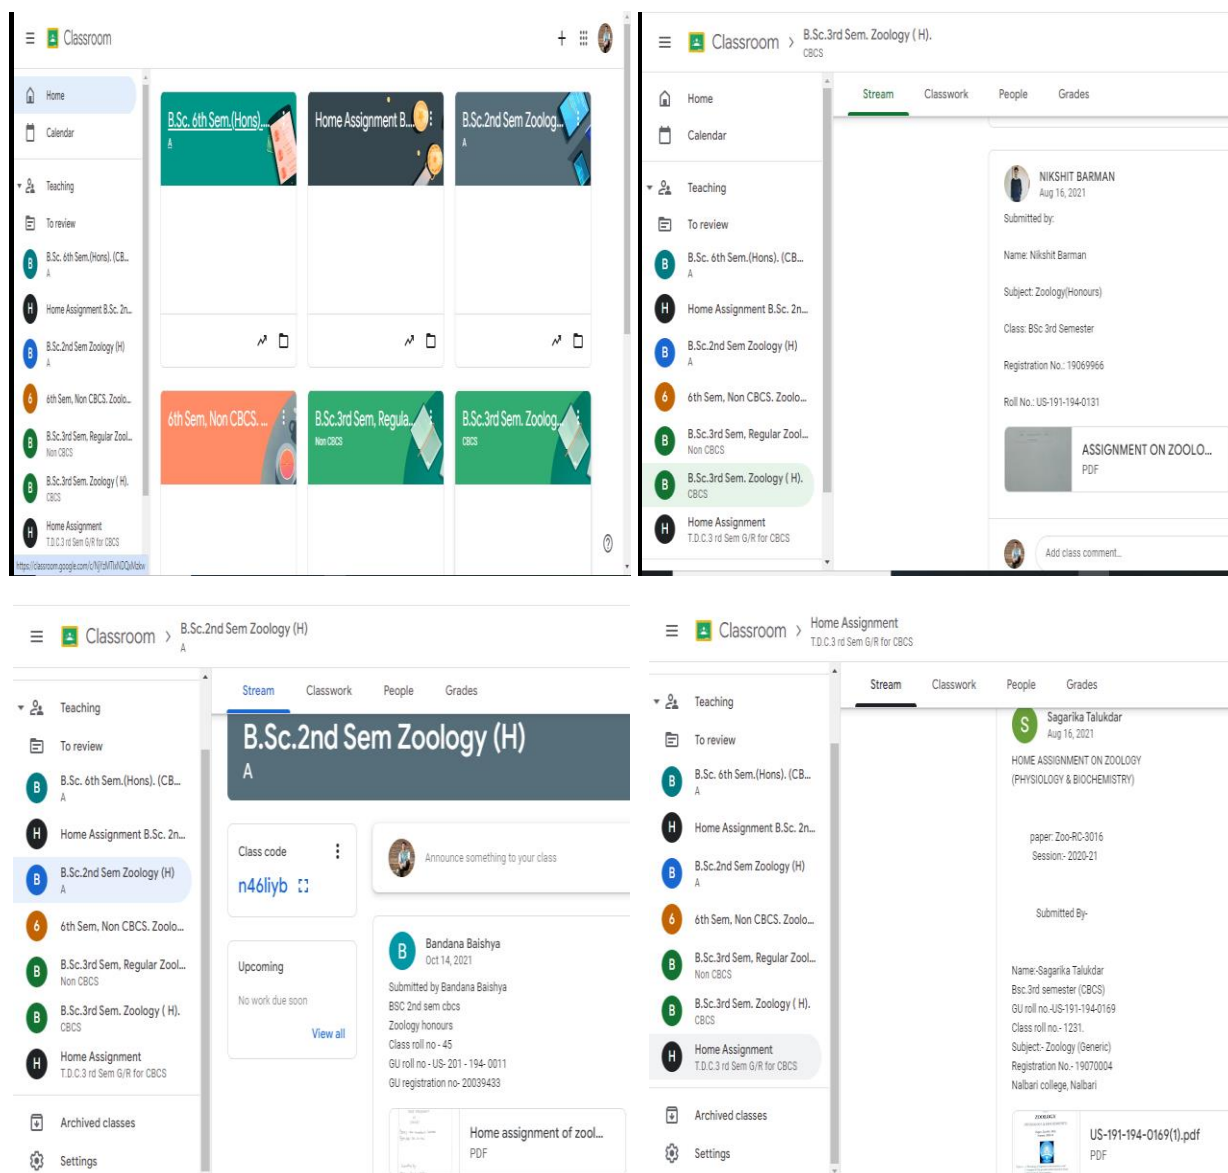 Classroom
Home
Calendar
Teaching
To review
B
B.Sc. 6th Sem.(Hons). (CB...
A
H
Home Assignment B.Sc. 2n...
B
B.Sc.2nd Sem Zoology (H)
A
6
6th Sem, Non CBCS. Zoolo...
B
B.Sc.3rd Sem, Regular Zool...
Non CBCS
B
B.Sc.3rd Sem. Zoology ( H).
CBCS
H
Home Assignment
T.D.C.3 rd Sem G/R for CBCS
B.Sc. 6th Sem.(Hons)....
A
Home Assignment B....
B.Sc.2nd Sem Zoolog...
A
6th Sem, Non CBCS. ...
B.Sc.3rd Sem, Regula...
Non CBCS
B.Sc.3rd Sem. Zoolog...
CBCS
Classroom > B.Sc.3rd Sem. Zoology ( H).
CBCS
Home
Calendar
Teaching
To review
B
B.Sc. 6th Sem.(Hons). (CB...
A
H
Home Assignment B.Sc. 2n...
B
B.Sc.2nd Sem Zoology (H)
A
6
6th Sem, Non CBCS. Zoolo...
B
B.Sc.3rd Sem, Regular Zool...
Non CBCS
B
B.Sc.3rd Sem. Zoology ( H).
CBCS
H
Home Assignment
T.D.C.3 rd Sem G/R for CBCS
Stream Classwork People Grades
NIKSHIT BARMAN
Aug 16, 2021
Submitted by:
Name: Nikshit Barman
Subject: Zoology(Honours)
Class: BSc 3rd Semester
Registration No.: 19069966
Roll No.: US-191-194-0131
ASSIGNMENT ON ZOOLO...
PDF
Add class comment...
Classroom > B.Sc.2nd Sem Zoology (H)
A
Teaching
To review
B
B.Sc. 6th Sem.(Hons). (CB...
A
H
Home Assignment B.Sc. 2n...
B
B.Sc.2nd Sem Zoology (H)
A
6
6th Sem, Non CBCS. Zoolo...
B
B.Sc.3rd Sem, Regular Zool...
Non CBCS
B
B.Sc.3rd Sem. Zoology ( H).
CBCS
H
Home Assignment
T.D.C.3 rd Sem G/R for CBCS
Archived classes
Settings
Stream Classwork People Grades
B.Sc.2nd Sem Zoology (H)
A
Class code
n46liyb
Upcoming
No work due soon
View all
Announce something to your class
B
Bandana Baishya
Oct 14, 2021
Submitted by Bandana Baishya
BSC 2nd sem cbcs
Zoology honours
Class roll no - 45
GU roll no - US- 201 - 194- 0011
GU registration no- 20039433
Home assignment of zool...
PDF
Classroom > Home Assignment
T.D.C.3 rd Sem G/R for CBCS
Teaching
To review
B
B.Sc. 6th Sem.(Hons). (CB...
A
H
Home Assignment B.Sc. 2n...
B
B.Sc.2nd Sem Zoology (H)
A
6
6th Sem, Non CBCS. Zoolo...
B
B.Sc.3rd Sem, Regular Zool...
Non CBCS
B
B.Sc.3rd Sem. Zoology ( H).
CBCS
H
Home Assignment
T.D.C.3 rd Sem G/R for CBCS
Archived classes
Settings
Stream Classwork People Grades
S
Sagarika Talukdar
Aug 16, 2021
HOME ASSIGNMENT ON ZOOLOGY
(PHYSIOLOGY & BIOCHEMISTRY)
paper: Zoo-RC-3016
Session:- 2020-21
Submitted By-
Name:-Sagarika Talukdar
Bsc.3rd semester (CBCS)
GU roll no.-US-191-194-0169
Class roll no.- 1231.
Subject:- Zoology (Generic)
Registration No.- 19070004
Nalbari college, Nalbari
ZOOLOGY
US-191-194-0169(1).pdf
PDF